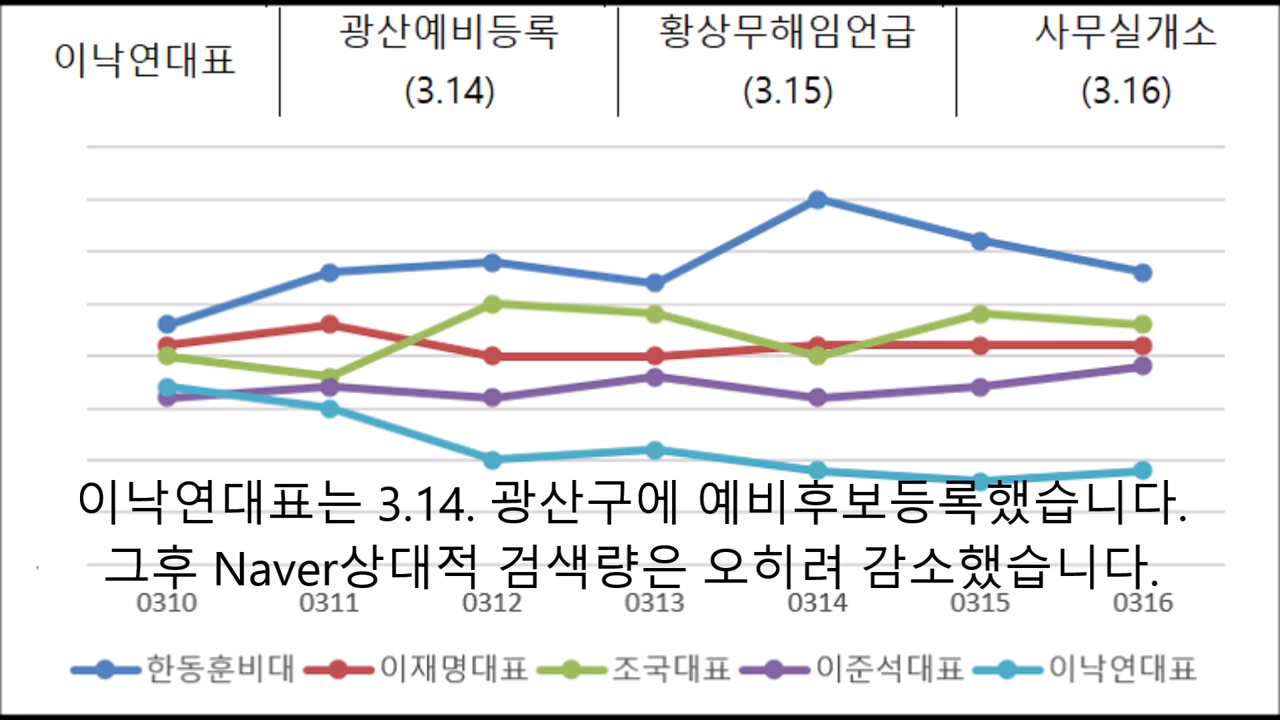 이낙연대표
광산예비등록
(3.14)
황상무해임언급
(3.15)
사무실개소
(3.16)
이낙연대표는 3.14. 광산구에 예비후보등록했습니다.
그후 Naver상대적 검색량은 오히려 감소했습니다.
0310 0311 0312 0313 0314 0315 0316
한동훈비대 이재명대표 조국대표 이준석대표 이낙연대표